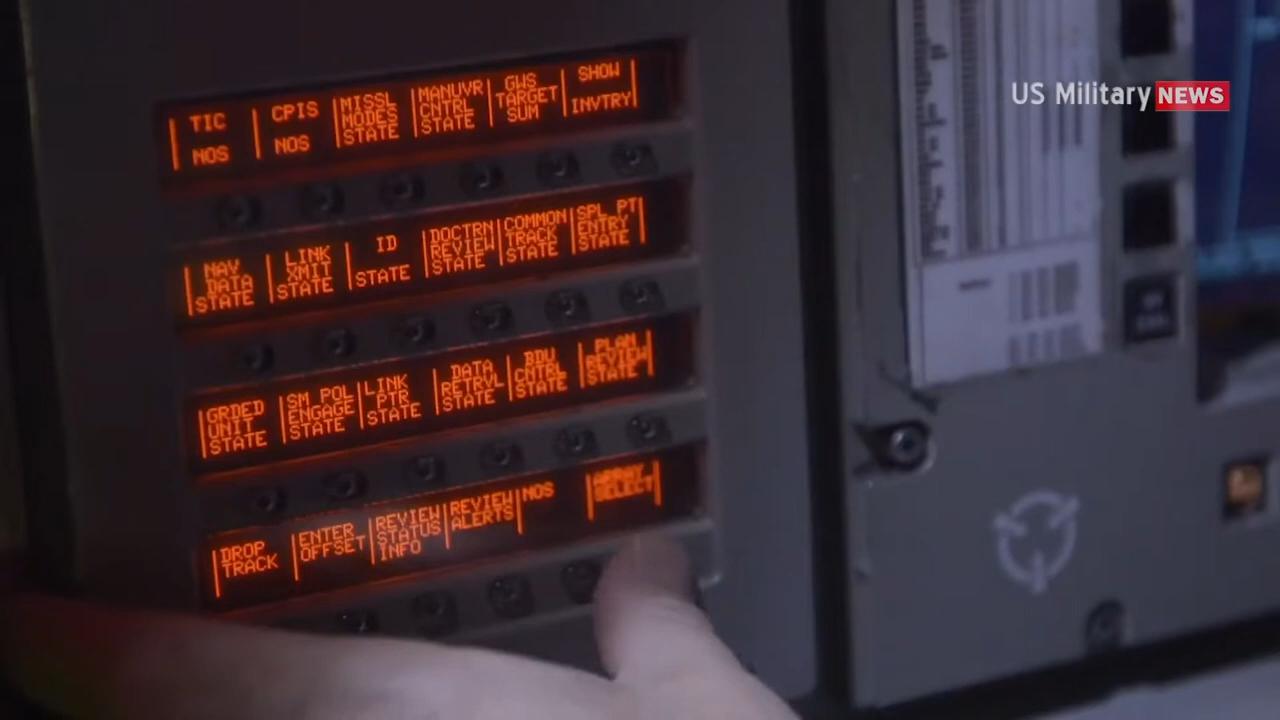 US Military NEWS
TIC
NOS
CPIS
NOS
MISSL
MODES
STATE
MANUVR
CNTRL
STATE
GWS
TARGET
SUM
SHOW
INVTRY
NAV
DATA
STATE
LINK
XMIT
STATE
ID
STATE
DOCTRN
REVIEW
STATE
COMMON
TRACK
STATE
SPL PT
ENTRY
STATE
GRDED
UNIT
STATE
SM POL
ENGAGE
STATE
LINK
PTR
STATE
DATA
RETRVL
STATE
BDU
CNTRL
STATE
PLAN
REVIEW
STATE
DROP
TRACK
ENTER
OFFSET
REVIEW
STATUS
INFO
REVIEW
ALERTS
NOS
ARRAY
SELECT